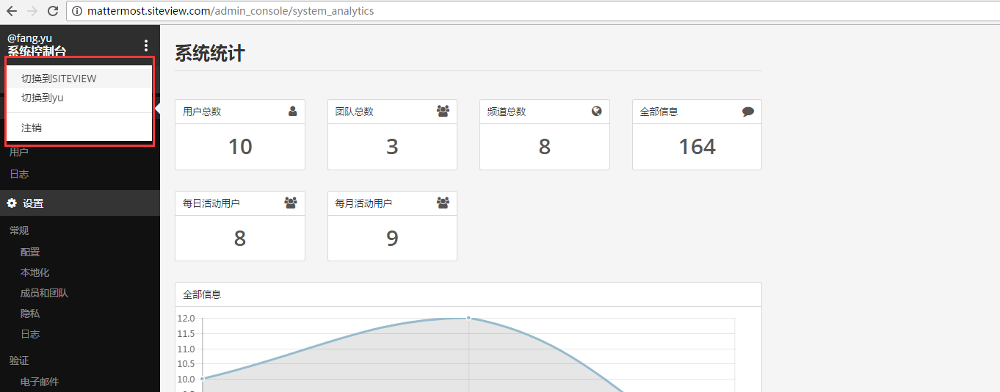 mattermost.siteview.com/admin_console/system_analytics
@fang.yu
系统控制台
切换到SITEVIEW
切换到yu
注销
用户
日志
设置
常规
配置
本地化
成员和团队
隐私
日志
验证
电子邮件
系统统计
用户总数
10
团队总数
3
频道总数
8
全部信息
164
每日活动用户
8
每月活动用户
9
全部信息
12.0
11.5
11.0
10.5
10.0